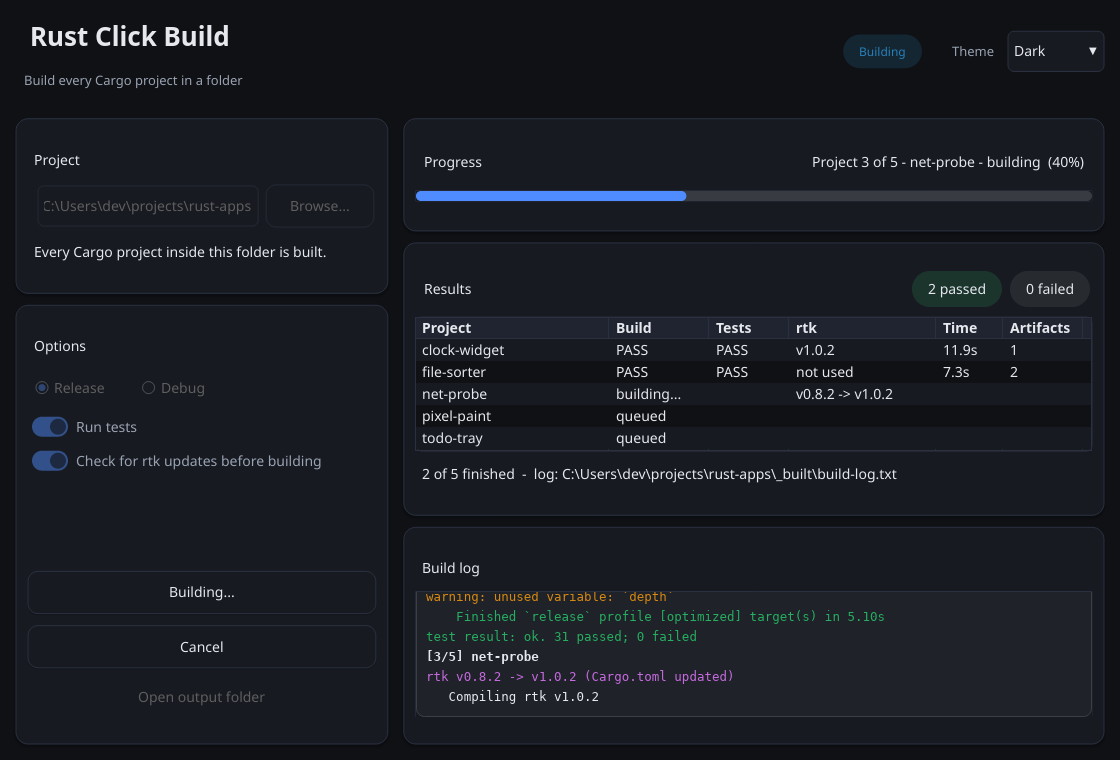 Rust Click Build
Build every Cargo project in a folder
Building
Theme
Dark
Project
C:\Users\dev\projects\rust-apps
Browse...
Every Cargo project inside this folder is built.
Options
Release
Debug
Run tests
Check for rtk updates before building
Building...
Cancel
Open output folder
Progress
Project 3 of 5 - net-probe - building (40%)
Results
2 passed
0 failed
Project Build Tests rtk Time Artifacts
clock-widget PASS PASS v1.0.2 11.9s 1
file-sorter PASS PASS not used 7.3s 2
net-probe building... v0.8.2 -> v1.0.2
pixel-paint queued
todo-tray queued
2 of 5 finished - log: C:\Users\dev\projects\rust-apps\_built\build-log.txt
Build log
warning: unused variable: `depth`
Finished `release` profile [optimized] target(s) in 5.10s
test result: ok. 31 passed; 0 failed
[3/5] net-probe
rtk v0.8.2 -> v1.0.2 (Cargo.toml updated)
Compiling rtk v1.0.2